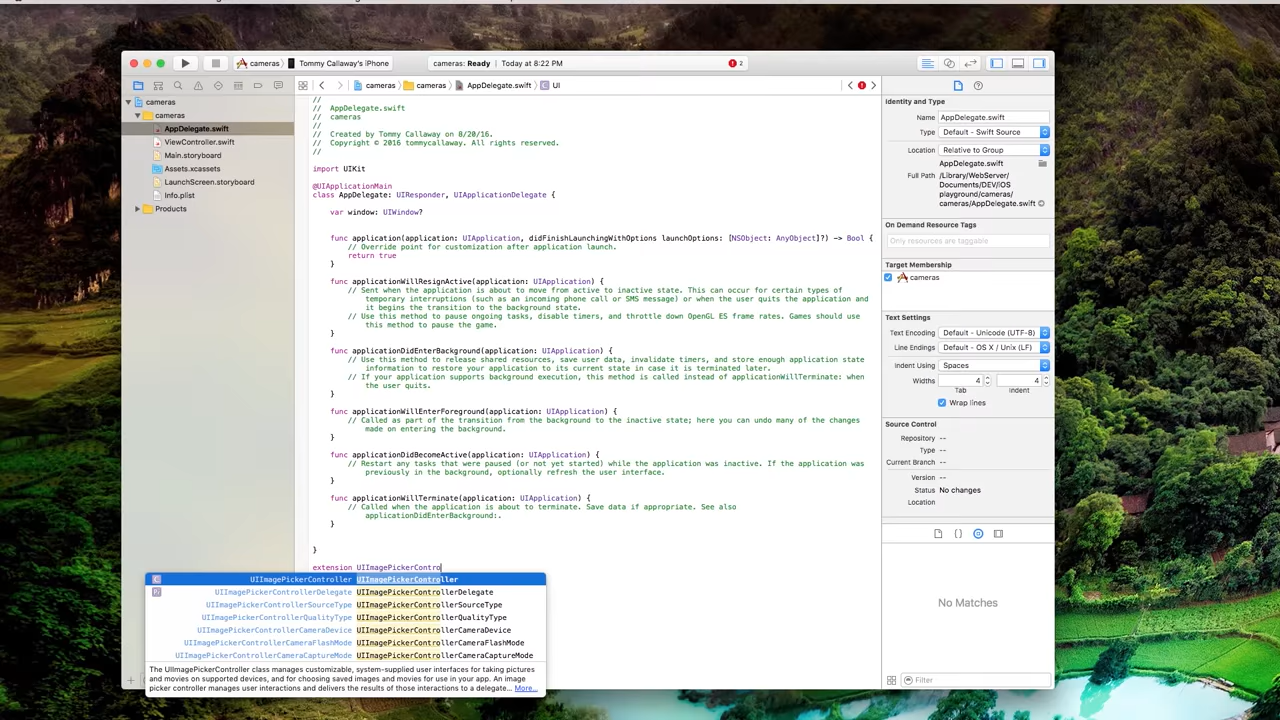 cameras
Tommy Callaway's iPhone
cameras: Ready
Today at 8:22 PM
2
cameras
cameras
AppDelegate.swift
UI
cameras
cameras
AppDelegate.swift
ViewController.swift
Main.storyboard
Assets.xcassets
LaunchScreen.storyboard
Info.plist
Products
//
// AppDelegate.swift
// cameras
//
// Created by Tommy Callaway on 8/20/16.
// Copyright © 2016 tommycallaway. All rights reserved.
//
import UIKit
@UIApplicationMain
class AppDelegate: UIResponder, UIApplicationDelegate {
var window: UIWindow?
func application(application: UIApplication, didFinishLaunchingWithOptions launchOptions: [NSObject: AnyObject]?) -> Bool {
// Override point for customization after application launch.
return true
}
func applicationWillResignActive(application: UIApplication) {
// Sent when the application is about to move from active to inactive state. This can occur for certain types of
temporary interruptions (such as an incoming phone call or SMS message) or when the user quits the application and
it begins the transition to the background state.
// Use this method to pause ongoing tasks, disable timers, and throttle down OpenGL ES frame rates. Games should use
this method to pause the game.
}
func applicationDidEnterBackground(application: UIApplication) {
// Use this method to release shared resources, save user data, invalidate timers, and store enough application state
information to restore your application to its current state in case it is terminated later.
// If your application supports background execution, this method is called instead of applicationWillTerminate: when
the user quits.
}
func applicationWillEnterForeground(application: UIApplication) {
// Called as part of the transition from the background to the inactive state; here you can undo many of the changes
made on entering the background.
}
func applicationDidBecomeActive(application: UIApplication) {
// Restart any tasks that were paused (or not yet started) while the application was inactive. If the application was
previously in the background, optionally refresh the user interface.
}
func applicationWillTerminate(application: UIApplication) {
// Called when the application is about to terminate. Save data if appropriate. See also
applicationDidEnterBackground:.
}
}
extension UIImagePickerContro
C UIImagePickerController UIImagePickerController
Pr UIImagePickerControllerDelegate UIImagePickerControllerDelegate
UIImagePickerControllerSourceType UIImagePickerControllerSourceType
UIImagePickerControllerQualityType UIImagePickerControllerQualityType
UIImagePickerControllerCameraDevice UIImagePickerControllerCameraDevice
UIImagePickerControllerCameraFlashMode UIImagePickerControllerCameraFlashMode
UIImagePickerControllerCameraCaptureMode UIImagePickerControllerCameraCaptureMode
The UIImagePickerController class manages customizable, system-supplied user interfaces for taking pictures
and movies on supported devices, and for choosing saved images and movies for use in your app. An image
picker controller manages user interactions and delivers the results of those interactions to a delegate... More...
Identity and Type
Name AppDelegate.swift
Type Default - Swift Source
Location Relative to Group
AppDelegate.swift
Full Path /Library/WebServer/
Documents/DEV/iOS
playground/cameras/
cameras/AppDelegate.swift
On Demand Resource Tags
Only resources are taggable
Target Membership
cameras
Text Settings
Text Encoding Default - Unicode (UTF-8)
Line Endings Default - OS X / Unix (LF)
Indent Using Spaces
Widths 4 4
Tab Indent
Wrap lines
Source Control
Repository --
Type --
Current Branch --
Version --
Status No changes
Location
No Matches
Filter